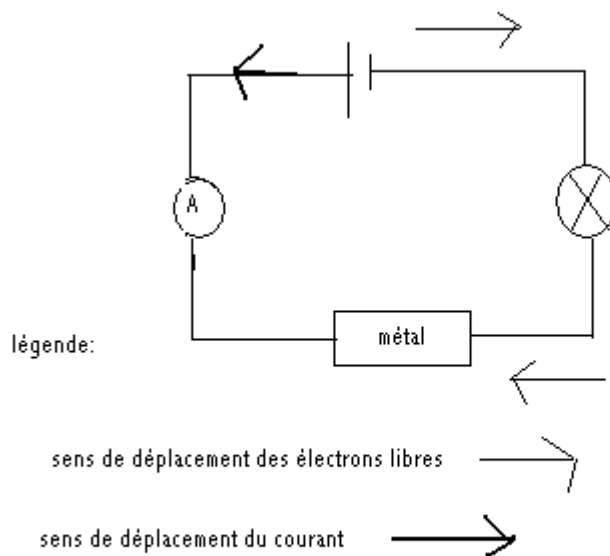 A
métal
légende:
sens de déplacement des électrons libres
sens de déplacement du courant